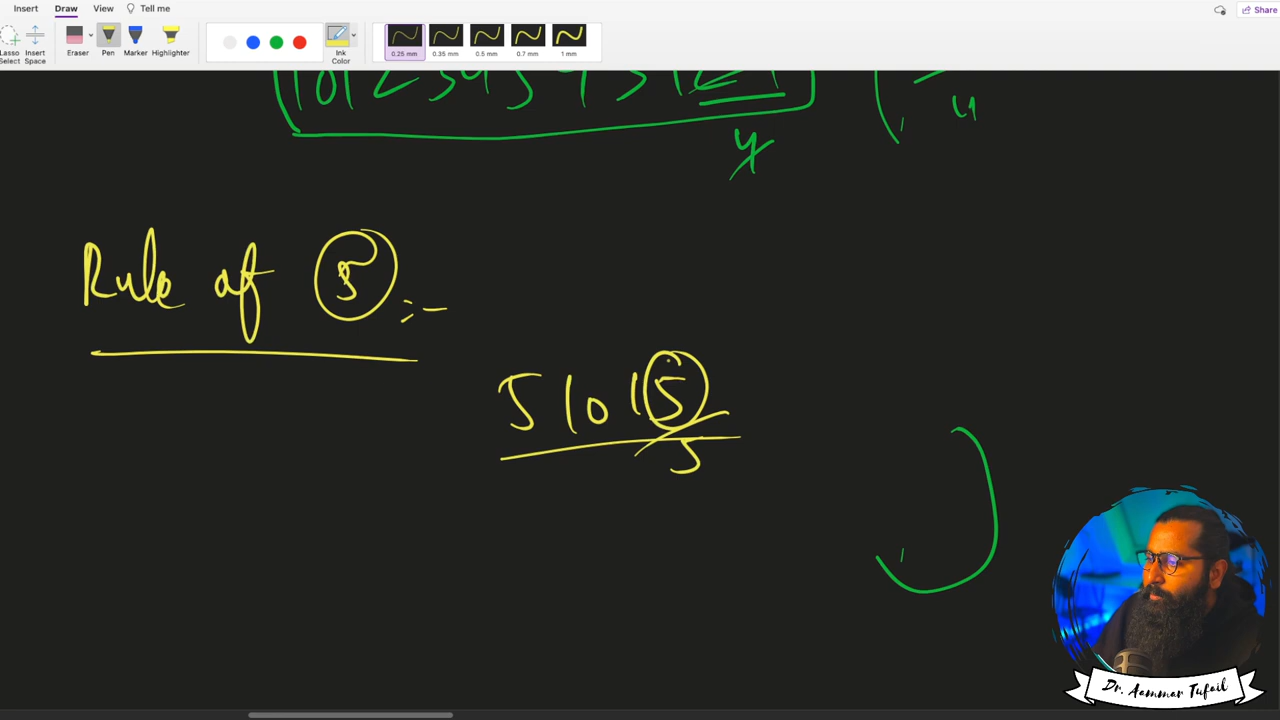 Insert Draw View Tell me
Share
Lasso Select
Insert Space
Eraser
Pen
Marker
Highlighter
Ink Color
0.25 mm
0.35 mm
0.5 mm
0.7 mm
1 mm
4
4
Rule of 5 :-
51015
5
Dr. Aammar Tufail